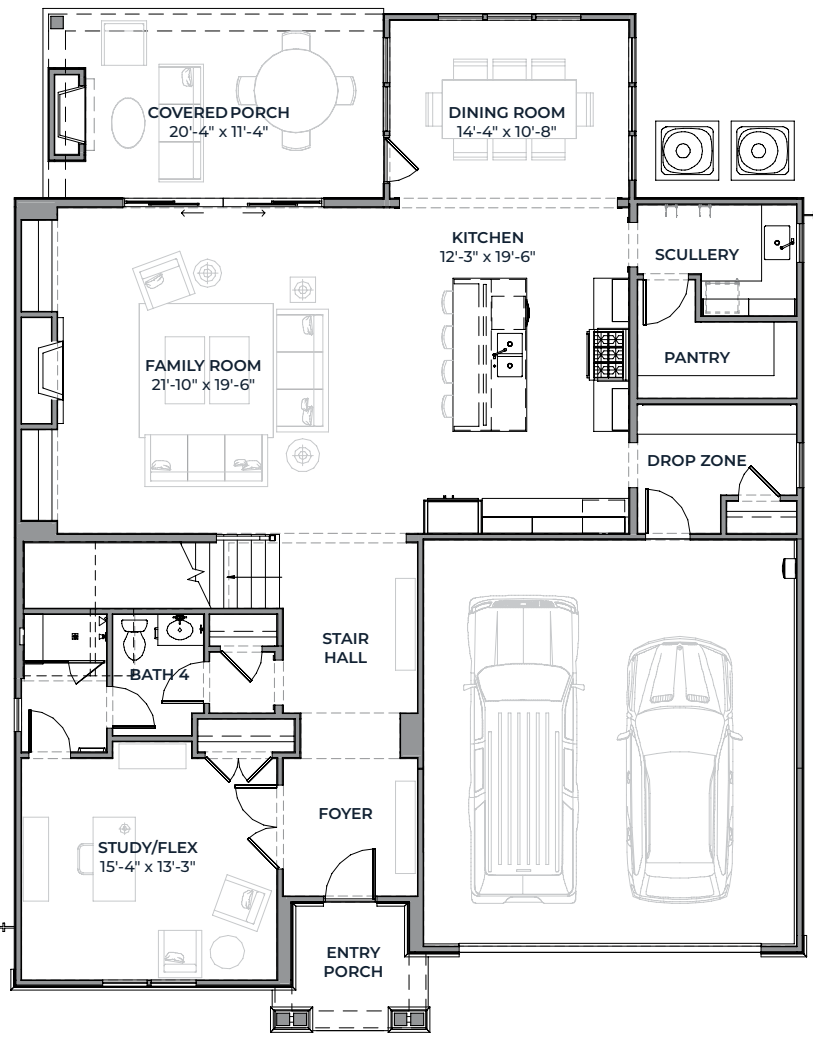 COVERED PORCH
20'-4" x 11'-4"
DINING ROOM
14'-4" x 10'-8"
KITCHEN
12'-3" x 19'-6"
SCULLERY
PANTRY
FAMILY ROOM
21'-10" x 19'-6"
DROP ZONE
STAIR
HALL
BATH 4
FOYER
STUDY/FLEX
15'-4" x 13'-3"
ENTRY
PORCH